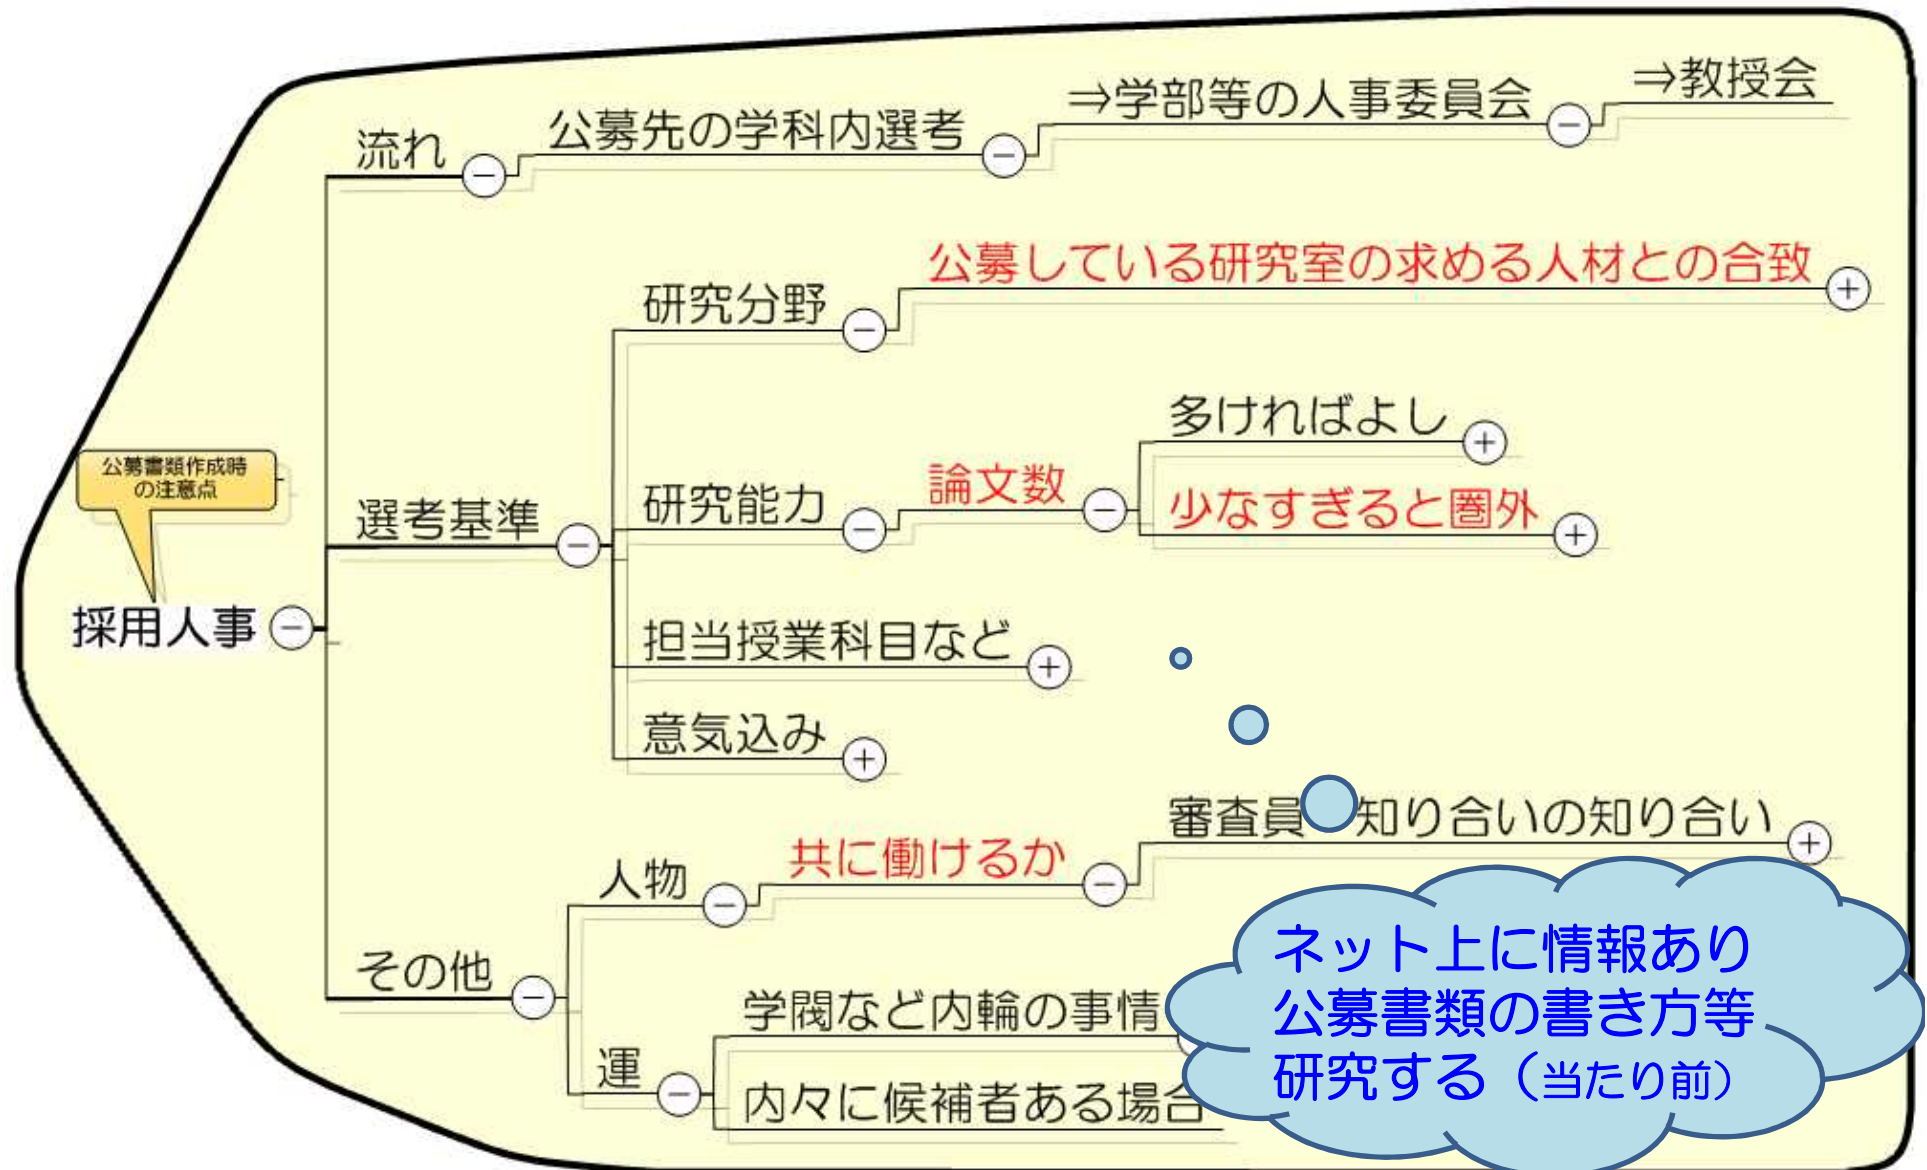 流れ
公募先の学科内選考
⇒学部等の人事委員会
⇒教授会
公募書類作成時
の注意点
採用人事
選考基準
研究分野
公募している研究室の求める人材との合致
研究能力
論文数
多ければよし
少なすぎると圏外
担当授業科目など
意気込み
その他
人物
共に働けるか
審査員
知り合いの知り合い
運
学閥など内輪の事情
内々に候補者ある場合
ネット上に情報あり
公募書類の書き方等
研究する（当たり前）